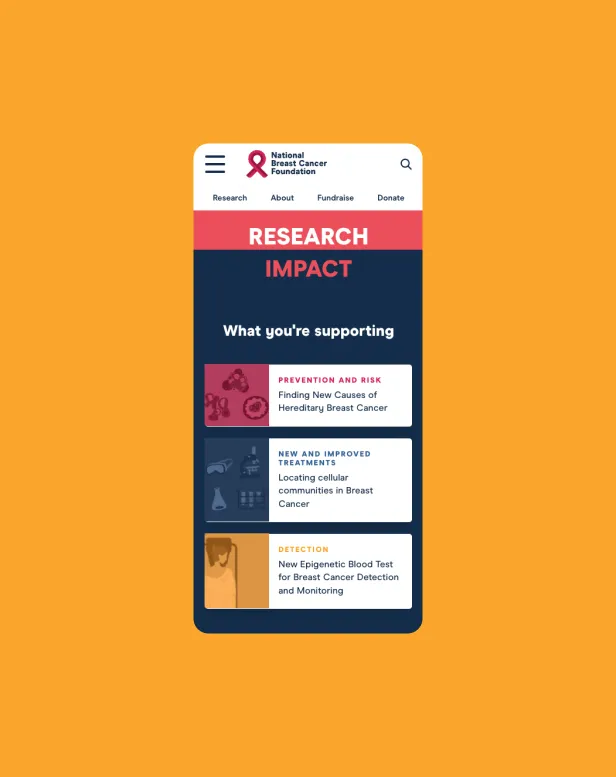 National
Breast Cancer
Foundation
Research About Fundraise Donate
RESEARCH
IMPACT
What you're supporting
PREVENTION AND RISK
Finding New Causes of
Hereditary Breast Cancer
NEW AND IMPROVED
TREATMENTS
Locating cellular
communities in Breast
Cancer
DETECTION
New Epigenetic Blood Test
for Breast Cancer Detection
and Monitoring